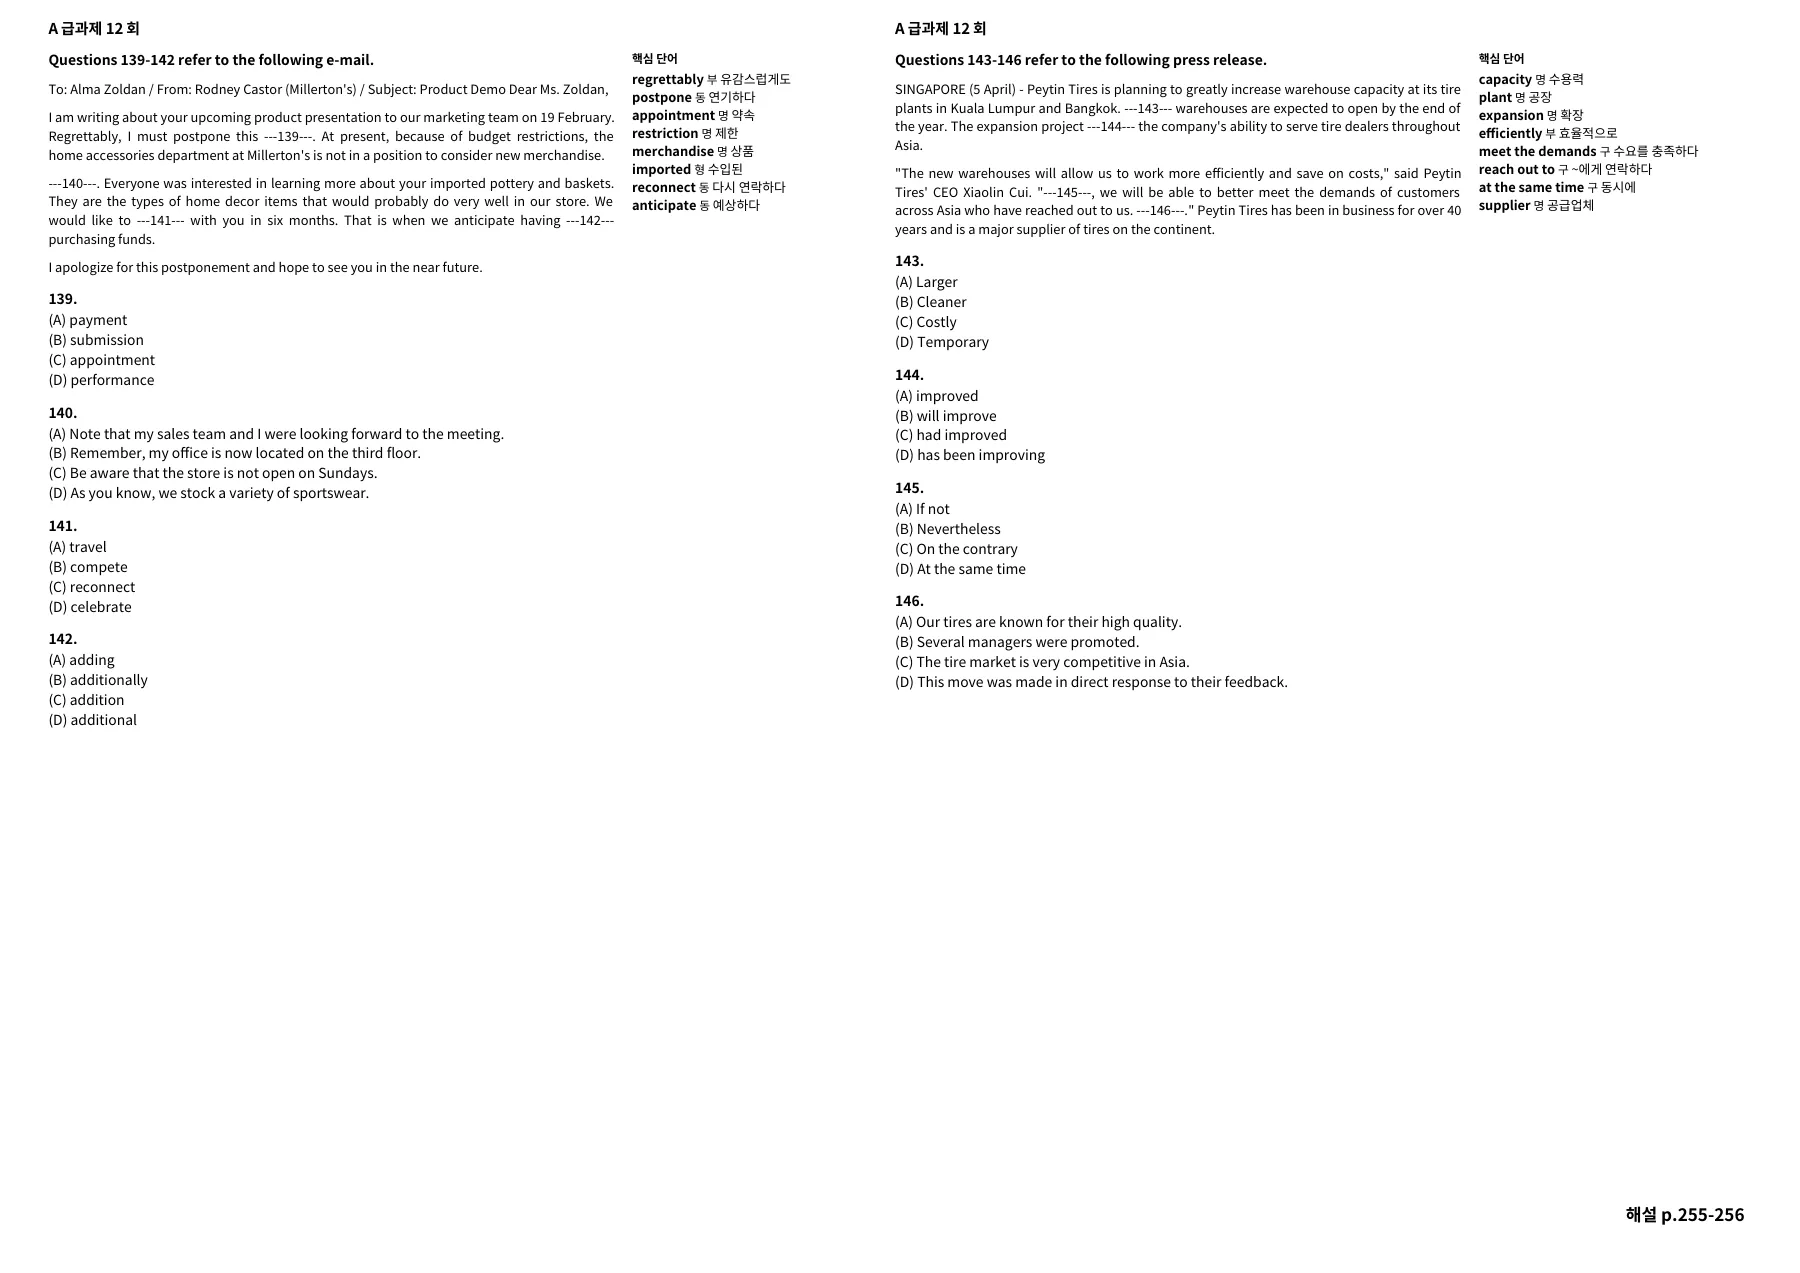 A 급과제 12 회
Questions 139-142 refer to the following e-mail.
To: Alma Zoldan / From: Rodney Castor (Millerton's) / Subject: Product Demo Dear Ms. Zoldan,
I am writing about your upcoming product presentation to our marketing team on 19 February.
Regrettably, I must postpone this ---139---. At present, because of budget restrictions, the
home accessories department at Millerton's is not in a position to consider new merchandise.
---140---. Everyone was interested in learning more about your imported pottery and baskets.
They are the types of home decor items that would probably do very well in our store. We
would like to ---141--- with you in six months. That is when we anticipate having ---142---
purchasing funds.
I apologize for this postponement and hope to see you in the near future.
139.
(A) payment
(B) submission
(C) appointment
(D) performance
140.
(A) Note that my sales team and I were looking forward to the meeting.
(B) Remember, my office is now located on the third floor.
(C) Be aware that the store is not open on Sundays.
(D) As you know, we stock a variety of sportswear.
141.
(A) travel
(B) compete
(C) reconnect
(D) celebrate
142.
(A) adding
(B) additionally
(C) addition
(D) additional
핵심 단어
regrettably 부 유감스럽게도
postpone 동 연기하다
appointment 명 약속
restriction 명 제한
merchandise 명 상품
imported 형 수입된
reconnect 동 다시 연락하다
anticipate 동 예상하다
A 급과제 12 회
Questions 143-146 refer to the following press release.
SINGAPORE (5 April) - Peytin Tires is planning to greatly increase warehouse capacity at its tire
plants in Kuala Lumpur and Bangkok. ---143--- warehouses are expected to open by the end of
the year. The expansion project ---144--- the company's ability to serve tire dealers throughout
Asia.
"The new warehouses will allow us to work more efficiently and save on costs," said Peytin
Tires' CEO Xiaolin Cui. "---145---, we will be able to better meet the demands of customers
across Asia who have reached out to us. ---146---." Peytin Tires has been in business for over 40
years and is a major supplier of tires on the continent.
143.
(A) Larger
(B) Cleaner
(C) Costly
(D) Temporary
144.
(A) improved
(B) will improve
(C) had improved
(D) has been improving
145.
(A) If not
(B) Nevertheless
(C) On the contrary
(D) At the same time
146.
(A) Our tires are known for their high quality.
(B) Several managers were promoted.
(C) The tire market is very competitive in Asia.
(D) This move was made in direct response to their feedback.
핵심 단어
capacity 명 수용력
plant 명 공장
expansion 명 확장
efficiently 부 효율적으로
meet the demands 구 수요를 충족하다
reach out to 구 ~에게 연락하다
at the same time 구 동시에
supplier 명 공급업체
해설 p.255-256